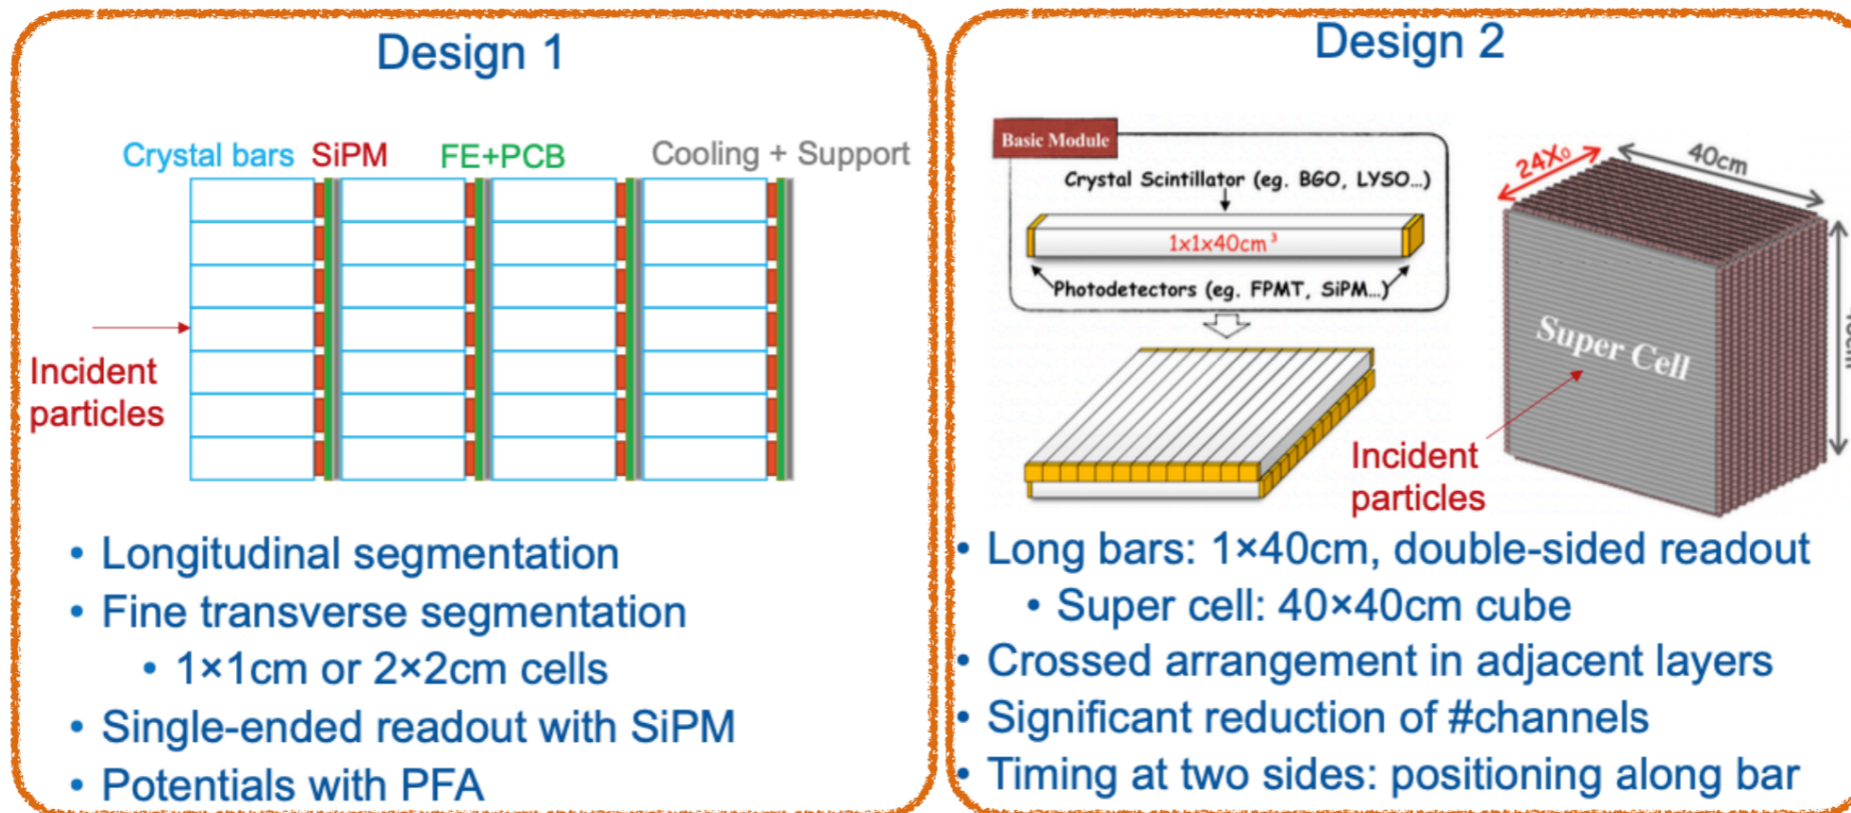 Design 1
Crystal bars SiPM FE+PCB Cooling + Support
Incident
particles
• Longitudinal segmentation
• Fine transverse segmentation
• 1×1cm or 2×2cm cells
• Single-ended readout with SiPM
• Potentials with PFA
Design 2
Basic Module
Crystal Scintillator (eg. BGO, LYSO…)
1x1x40cm³
Photodetectors (eg. FPMT, SiPM…)
24X₀
40cm
Super Cell
Incident
particles
• Long bars: 1×40cm, double-sided readout
• Super cell: 40×40cm cube
• Crossed arrangement in adjacent layers
• Significant reduction of #channels
• Timing at two sides: positioning along bar